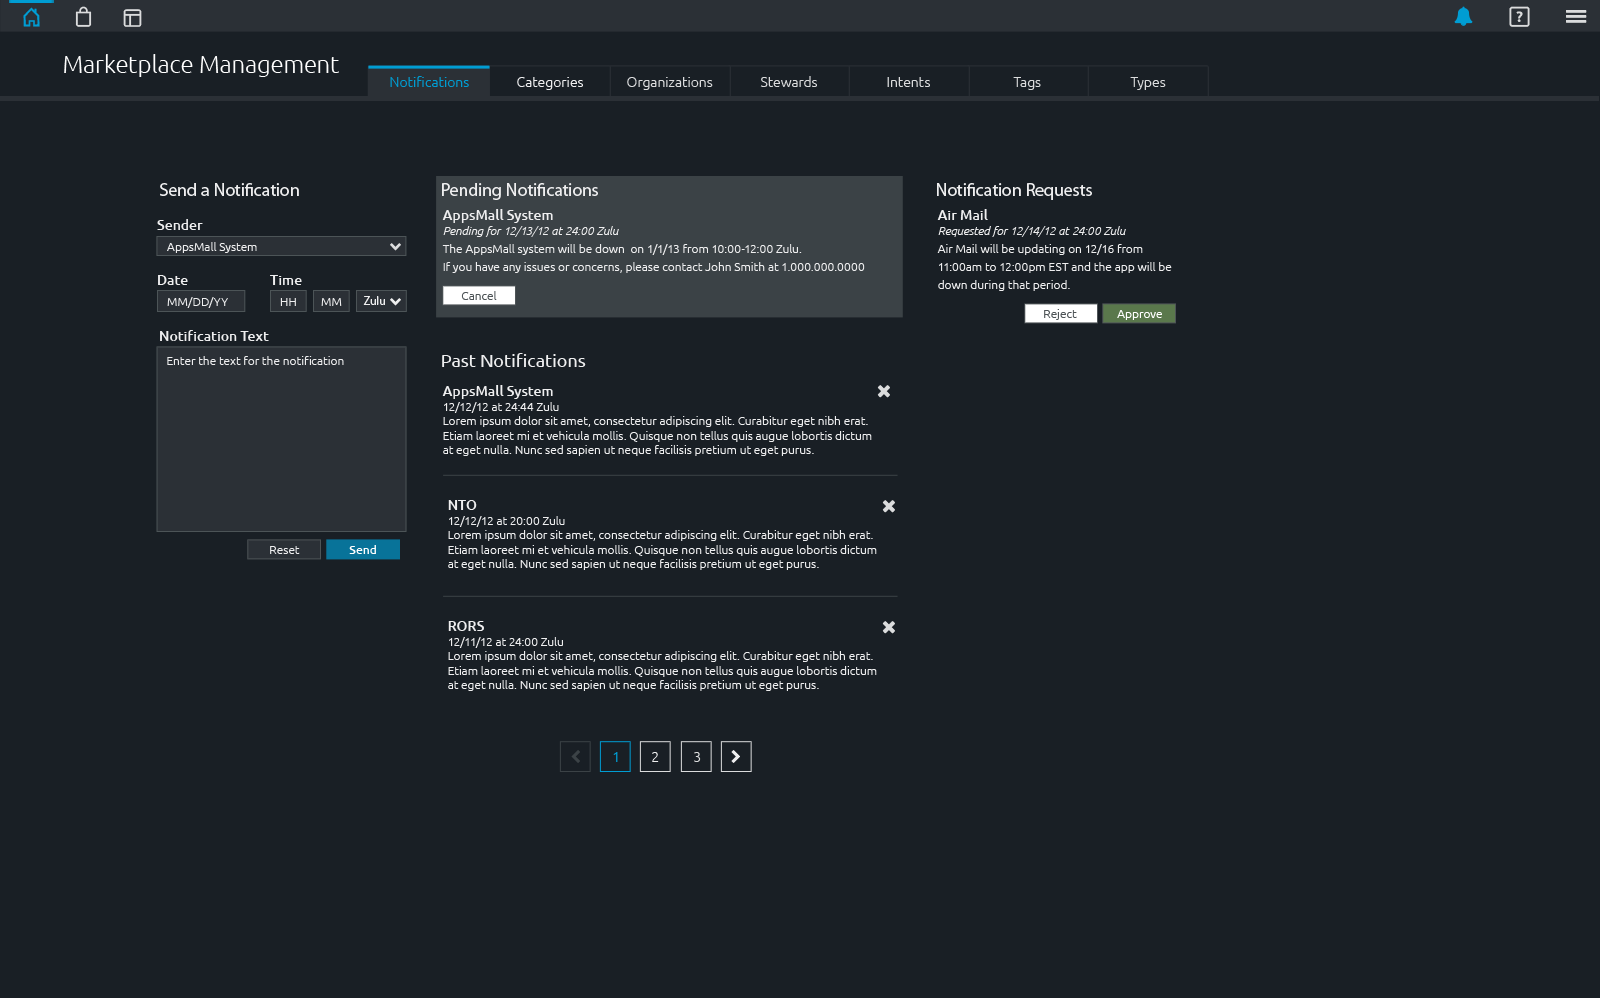 ?
Marketplace Management
Notifications
Categories
Organizations
Stewards
Intents
Tags
Types
Send a Notification
Sender
AppsMall System
Date
Time
MM/DD/YY
HH
MM
Zulu
Notification Text
Enter the text for the notification
Reset
Send
Pending Notifications
AppsMall System
Pending for 12/13/12 at 24:00 Zulu
The AppsMall system will be down on 1/1/13 from 10:00-12:00 Zulu.
If you have any issues or concerns, please contact John Smith at 1.000.000.0000
Cancel
Past Notifications
AppsMall System
12/12/12 at 24:44 Zulu
Lorem ipsum dolor sit amet, consectetur adipiscing elit. Curabitur eget nibh erat.
Etiam laoreet mi et vehicula mollis. Quisque non tellus quis augue lobortis dictum
at eget nulla. Nunc sed sapien ut neque facilisis pretium ut eget purus.
NTO
12/12/12 at 20:00 Zulu
Lorem ipsum dolor sit amet, consectetur adipiscing elit. Curabitur eget nibh erat.
Etiam laoreet mi et vehicula mollis. Quisque non tellus quis augue lobortis dictum
at eget nulla. Nunc sed sapien ut neque facilisis pretium ut eget purus.
RORS
12/11/12 at 24:00 Zulu
Lorem ipsum dolor sit amet, consectetur adipiscing elit. Curabitur eget nibh erat.
Etiam laoreet mi et vehicula mollis. Quisque non tellus quis augue lobortis dictum
at eget nulla. Nunc sed sapien ut neque facilisis pretium ut eget purus.
1
2
3
Notification Requests
Air Mail
Requested for 12/14/12 at 24:00 Zulu
Air Mail will be updating on 12/16 from
11:00am to 12:00pm EST and the app will be
down during that period.
Reject
Approve